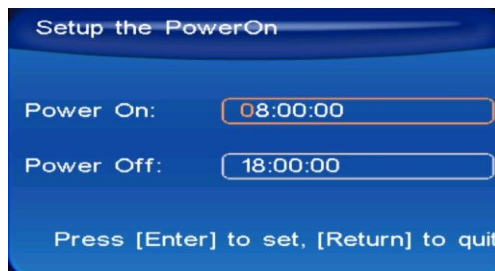 Setup the PowerOn
Power On: 08:00:00
Power Off: 18:00:00
Press [Enter] to set, [Return] to quit